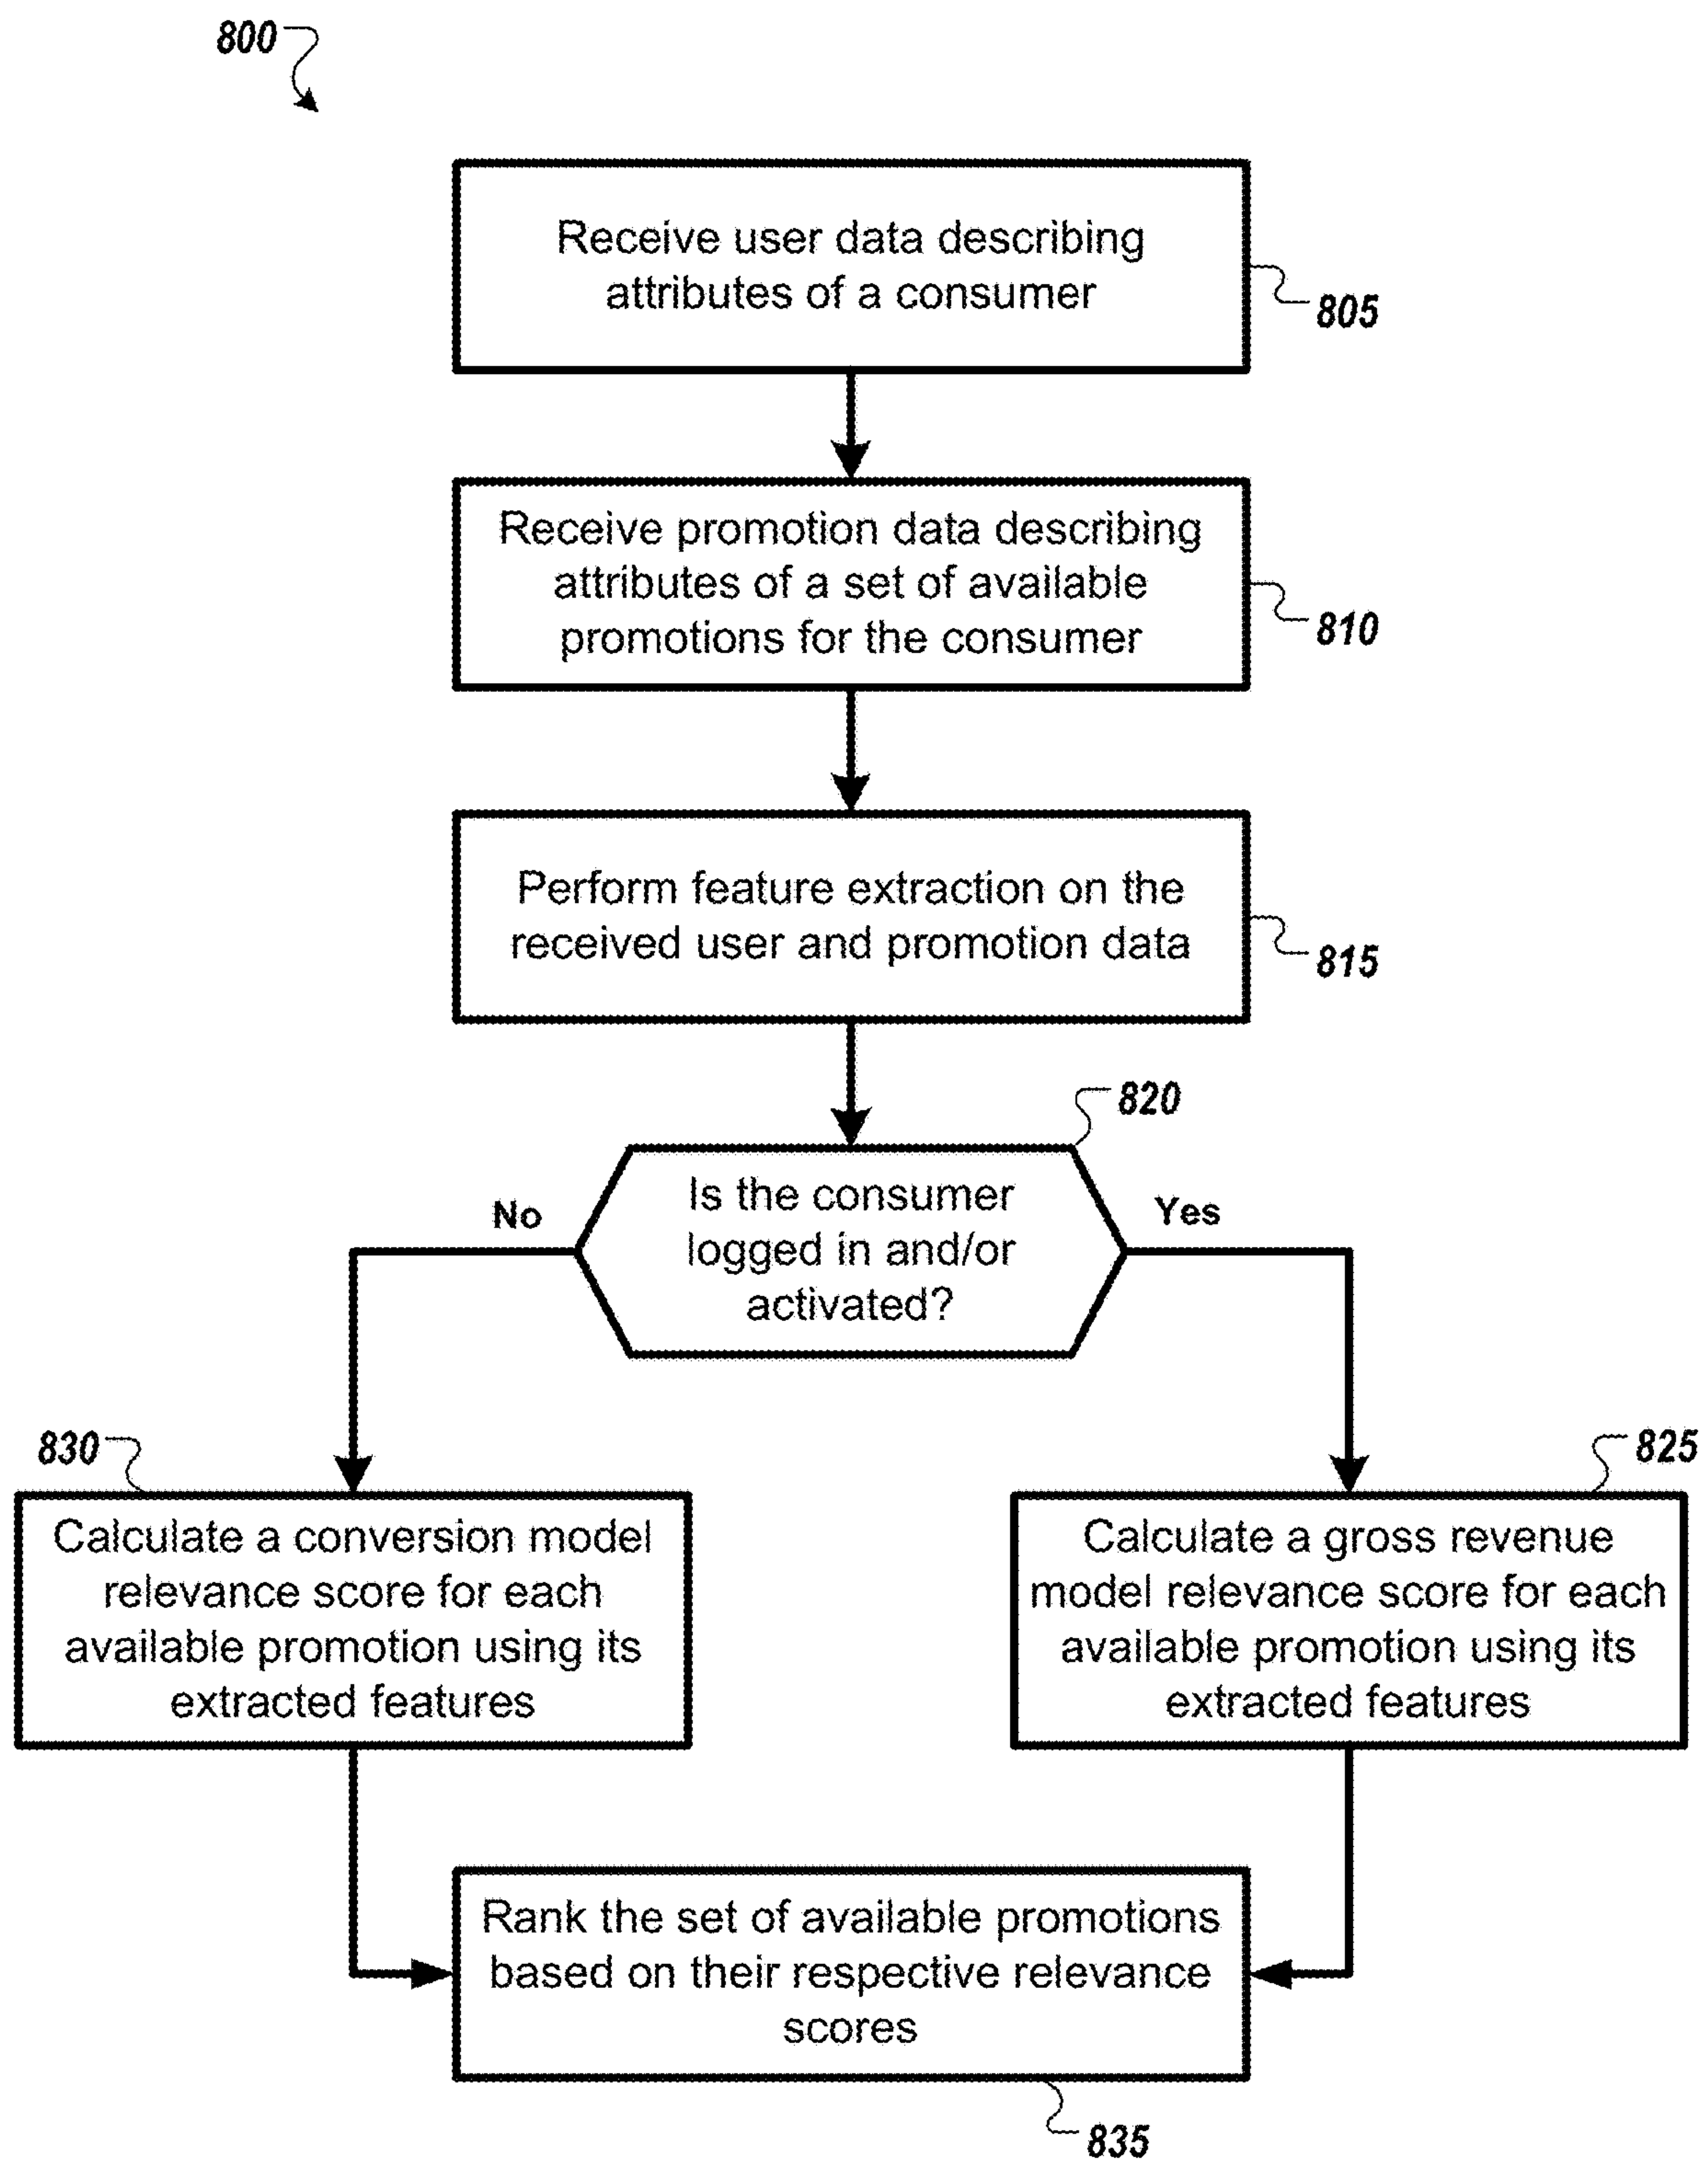 800
Receive user data describing
attributes of a consumer
805
Receive promotion data describing
attributes of a set of available
promotions for the consumer
810
Perform feature extraction on the
received user and promotion data
815
820
Is the consumer
logged in and/or
activated?
No
Yes
830
Calculate a conversion model
relevance score for each
available promotion using its
extracted features
825
Calculate a gross revenue
model relevance score for each
available promotion using its
extracted features
Rank the set of available promotions
based on their respective relevance
scores
835